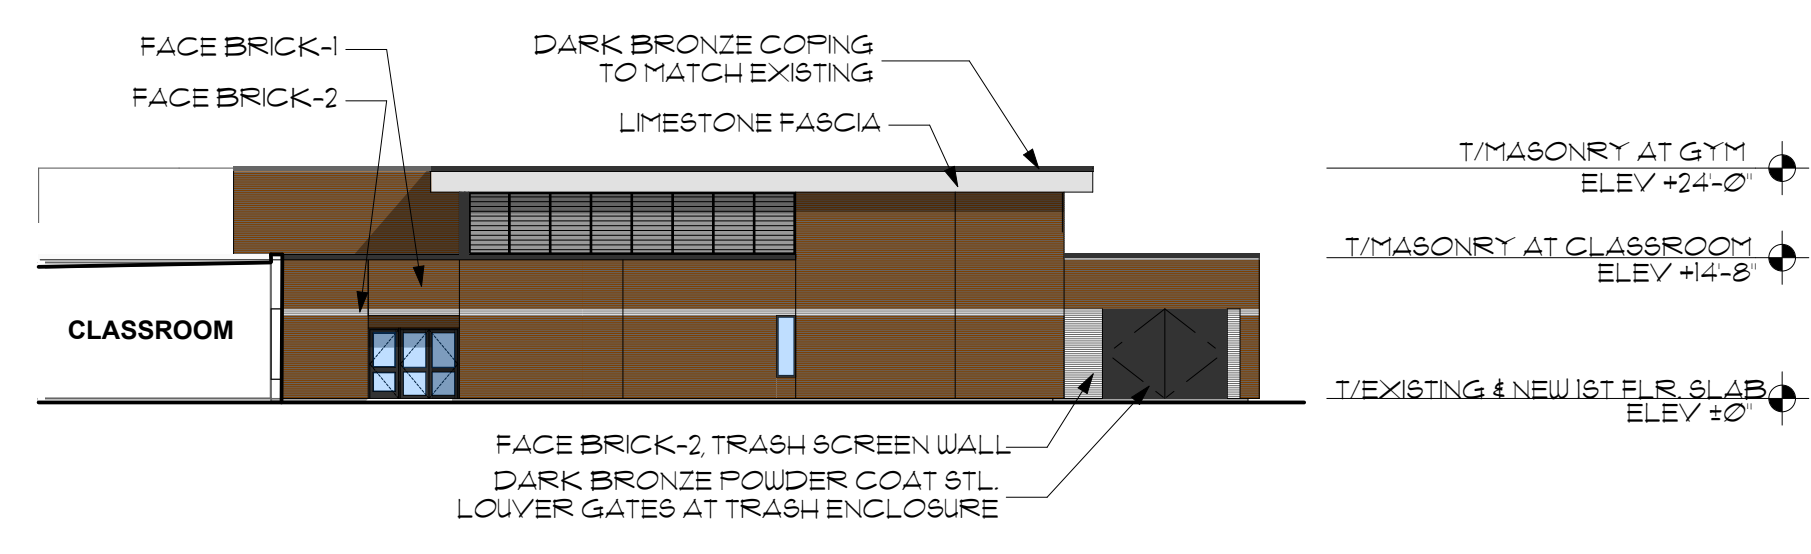 FACE BRICK-1
FACE BRICK-2
DARK BRONZE COPING
TO MATCH EXISTING
LIMESTONE FASCIA
T/MASONRY AT GYM
ELEV +24'-0"
T/MASONRY AT CLASSROOM
ELEV +14'-8"
CLASSROOM
T/EXISTING & NEW 1ST FLR. SLAB
ELEV ±0"
FACE BRICK-2, TRASH SCREEN WALL
DARK BRONZE POWDER COAT STL.
LOUVER GATES AT TRASH ENCLOSURE